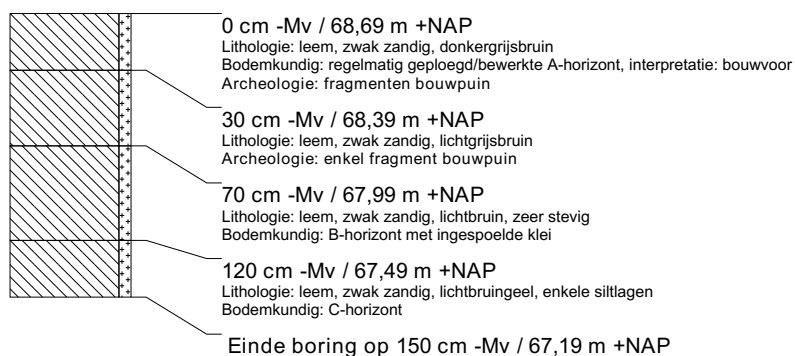 0 cm -Mv / 68,69 m +NAP
Lithologie: leem, zwak zandig, donkergrijsbruin
Bodemkundig: regelmatig geploegd/bewerkte A-horizont, interpretatie: bouwvoor
Archeologie: fragmenten bouwpuin
30 cm -Mv / 68,39 m +NAP
Lithologie: leem, zwak zandig, lichtgrijsbruin
Archeologie: enkel fragment bouwpuin
70 cm -Mv / 67,99 m +NAP
Lithologie: leem, zwak zandig, lichtbruin, zeer stevig
Bodemkundig: B-horizont met ingespoelde klei
120 cm -Mv / 67,49 m +NAP
Lithologie: leem, zwak zandig, lichtbruingeel, enkele siltlagen
Bodemkundig: C-horizont
Einde boring op 150 cm -Mv / 67,19 m +NAP